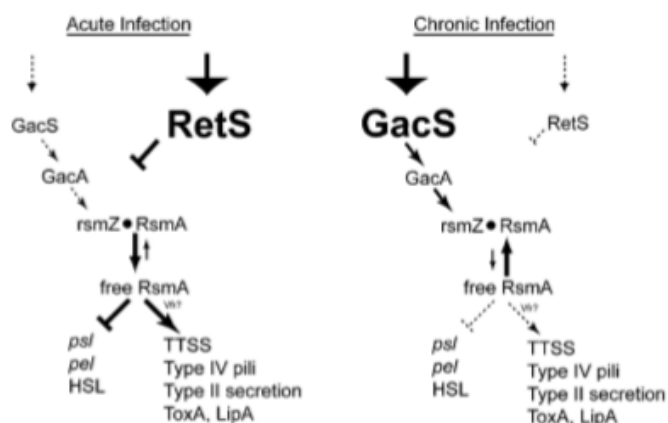 Acute Infection
GacS
RetS
GacA
rsmZ•RsmA
free RsmA
Vfr?
psl
pel
HSL
TTSS
Type IV pili
Type II secretion
ToxA, LipA
Chronic Infection
GacS
RetS
GacA
rsmZ•RsmA
free RsmA
Vfr?
psl
pel
HSL
TTSS
Type IV pili
Type II secretion
ToxA, LipA